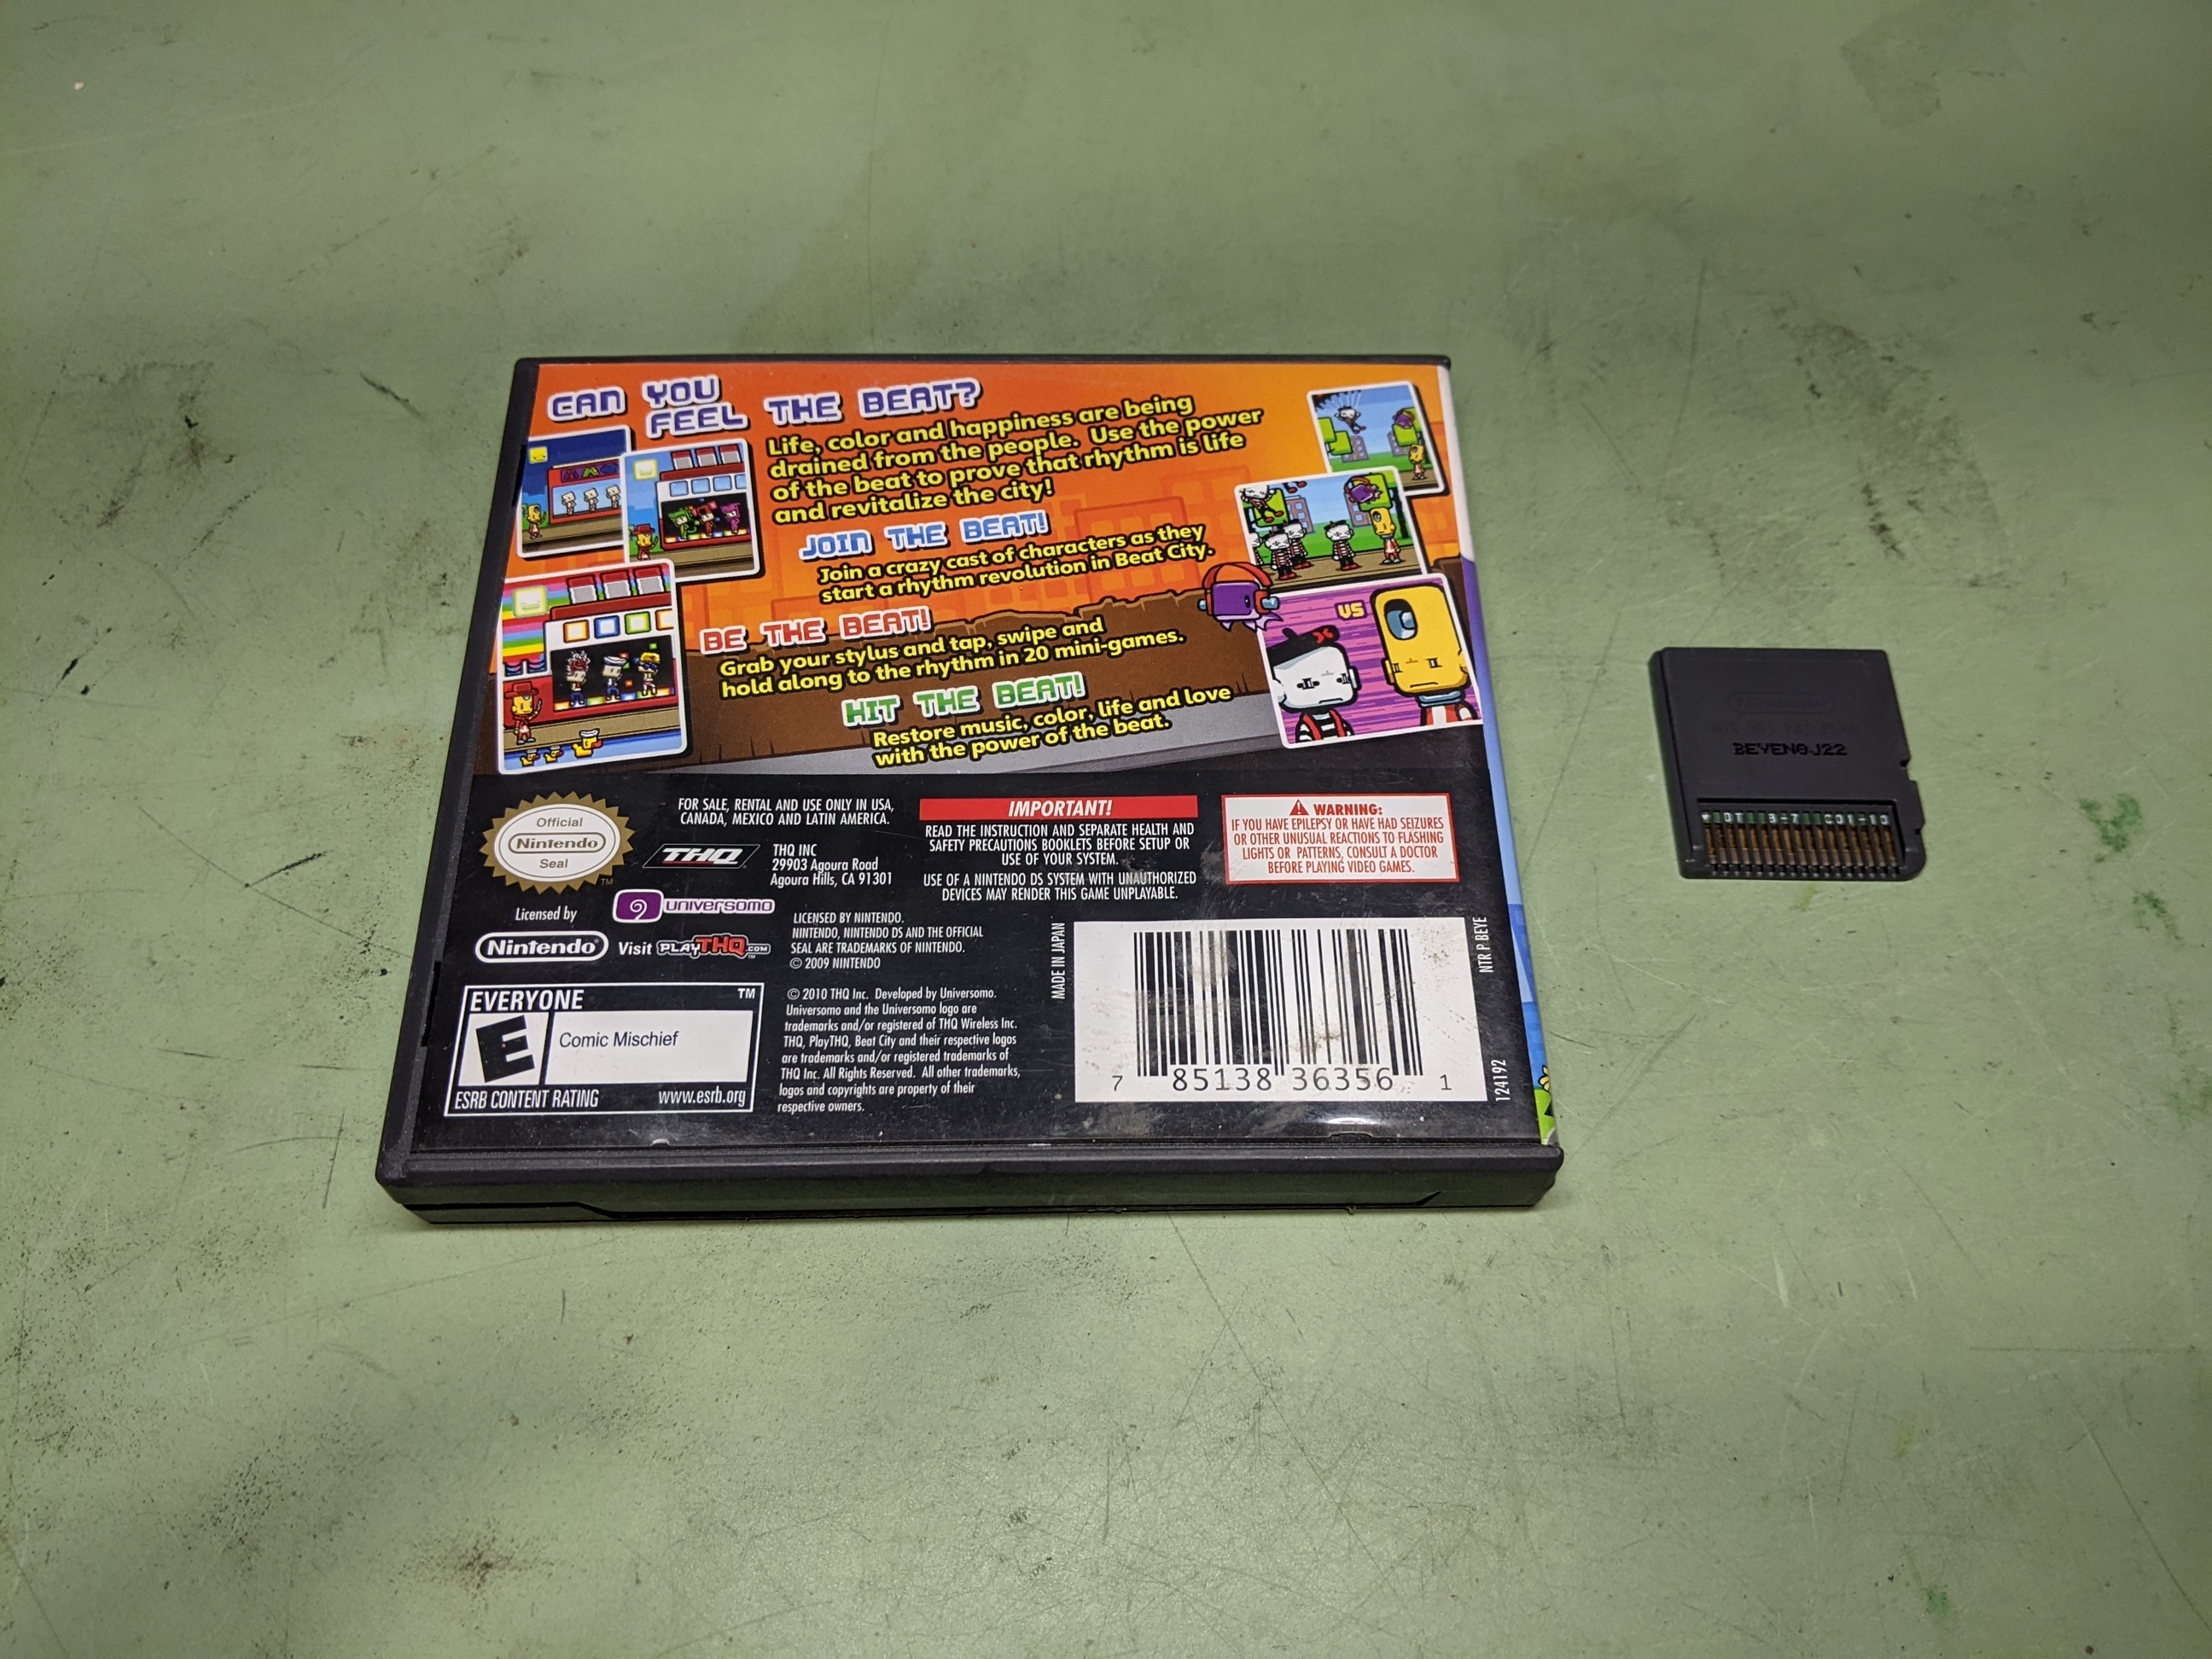 CAN YOU
FEEL THE BEAT?
Life, color and happiness are being
drained from the people. Use the power
of the beat to prove that rhythm is life
and revitalize the city!
JOIN THE BEAT!
Join a crazy cast of characters as they
start a rhythm revolution in Beat City.
BE THE BEAT!
Grab your stylus and tap, swipe and
hold along to the rhythm in 20 mini-games.
HIT THE BEAT!
Restore music, color, life and love
with the power of the beat.
VS
Official
Nintendo
Seal
TM
FOR SALE, RENTAL AND USE ONLY IN USA,
CANADA, MEXICO AND LATIN AMERICA.
THQ
THQ INC
29903 Agoura Road
Agoura Hills, CA 91301
IMPORTANT!
READ THE INSTRUCTION AND SEPARATE HEALTH AND
SAFETY PRECAUTIONS BOOKLETS BEFORE SETUP OR
USE OF YOUR SYSTEM.
USE OF A NINTENDO DS SYSTEM WITH UNAUTHORIZED
DEVICES MAY RENDER THIS GAME UNPLAYABLE.
WARNING:
IF YOU HAVE EPILEPSY OR HAVE HAD SEIZURES
OR OTHER UNUSUAL REACTIONS TO FLASHING
LIGHTS OR PATTERNS, CONSULT A DOCTOR
BEFORE PLAYING VIDEO GAMES.
universomo
Licensed by
Nintendo®
Visit PLAYTHQ.COM
LICENSED BY NINTENDO.
NINTENDO, NINTENDO DS AND THE OFFICIAL
SEAL ARE TRADEMARKS OF NINTENDO.
© 2009 NINTENDO
EVERYONE TM
E
Comic Mischief
ESRB CONTENT RATING www.esrb.org
© 2010 THQ Inc. Developed by Universomo.
Universomo and the Universomo logo are
trademarks and/or registered of THQ Wireless Inc.
THQ, PlayTHQ, Beat City and their respective logos
are trademarks and/or registered trademarks of
THQ Inc. All Rights Reserved. All other trademarks,
logos and copyrights are property of their
respective owners.
MADE IN JAPAN
7 85138 36356 1
NTR P BEYE
124192
Nintendo
BEYEN0J22